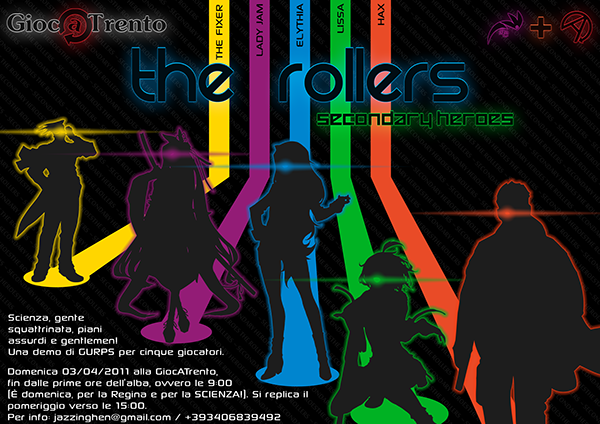 GiocaTrento
THE FIXER
LADY JAM
ELYTHIA
LISSA
HAX
the rollers
secondary heroes
Scienza, gente
squattrinata, piani
assurdi e gentlemen!
Una demo di GURPS per cinque giocatori.
Domenica 03/04/2011 alla GiocATrento,
fin dalle prime ore dell'alba, ovvero le 9:00
(È domenica, per la Regina e per la SCIENZA!). Si replica il
pomeriggio verso le 15:00.
Per info: jazzinghen@gmail.com / +393406839492